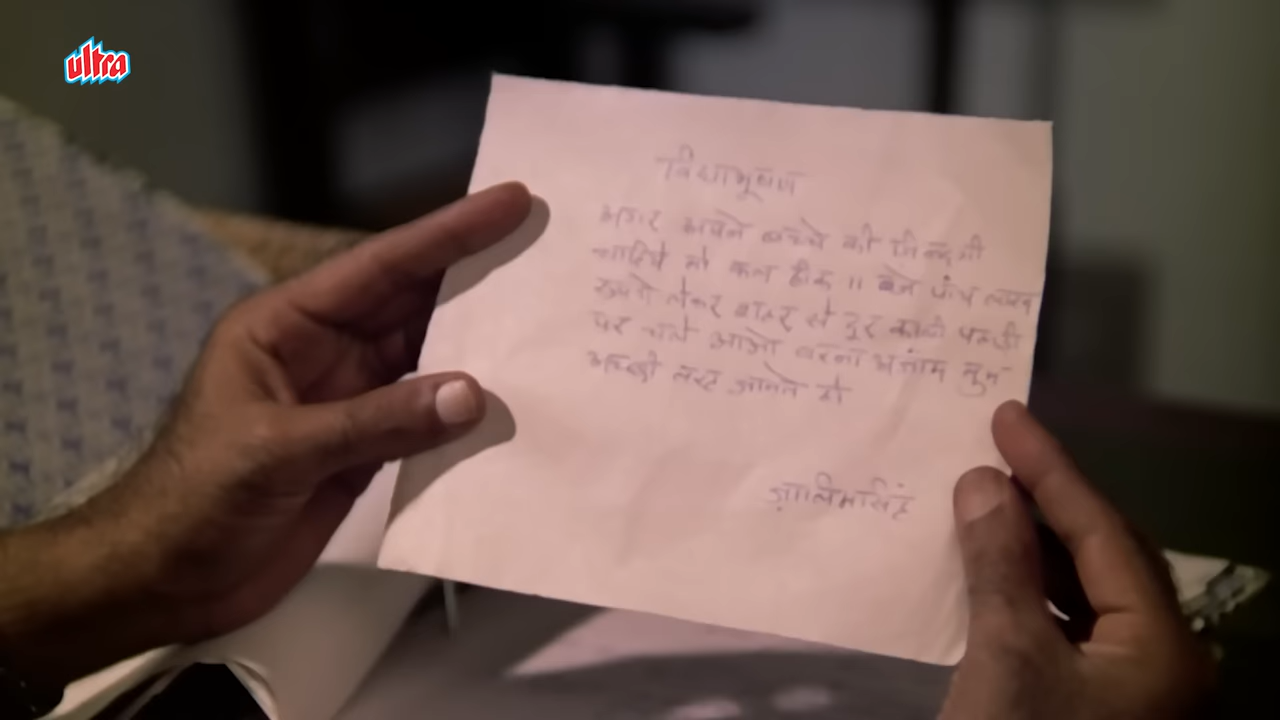 ultra
विद्याभूषण
अगर अपने बच्चे की जिन्दगी
चाहिये तो कल ठीक 11 बजे पांच लाख
रुपये लेकर शहर से दूर काली पहाड़ी
पर चले आओ वरना अंजाम तुम
अच्छी तरह जानते हो
ज़ालिमसिंह